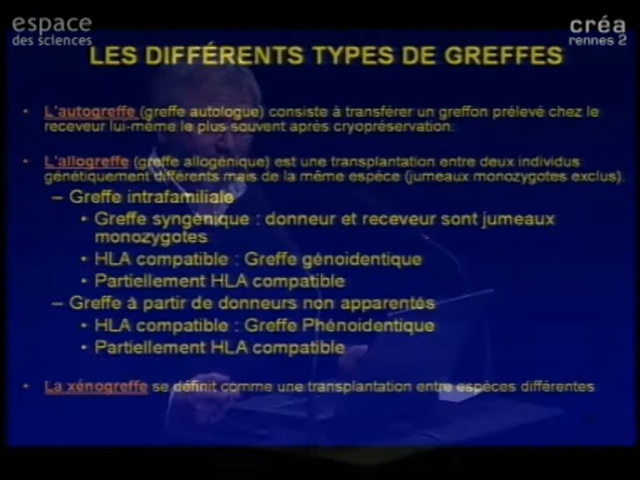 espace
des sciences
créa
rennes 2
LES DIFFÉRENTS TYPES DE GREFFES
• L'autogreffe (greffe autologue) consiste à transférer un greffon prélevé chez le
receveur lui-même le plus souvent après cryopréservation.
• L'allogreffe (greffe allogénique) est une transplantation entre deux individus
génétiquement différents mais de la même espèce (jumeaux monozygotes exclus).
– Greffe intrafamiliale
• Greffe syngénique : donneur et receveur sont jumeaux
monozygotes
• HLA compatible : Greffe génoidentique
• Partiellement HLA compatible
– Greffe à partir de donneurs non apparentés
• HLA compatible : Greffe Phénoidentique
• Partiellement HLA compatible
• La xénogreffe se définit comme une transplantation entre espèces différentes